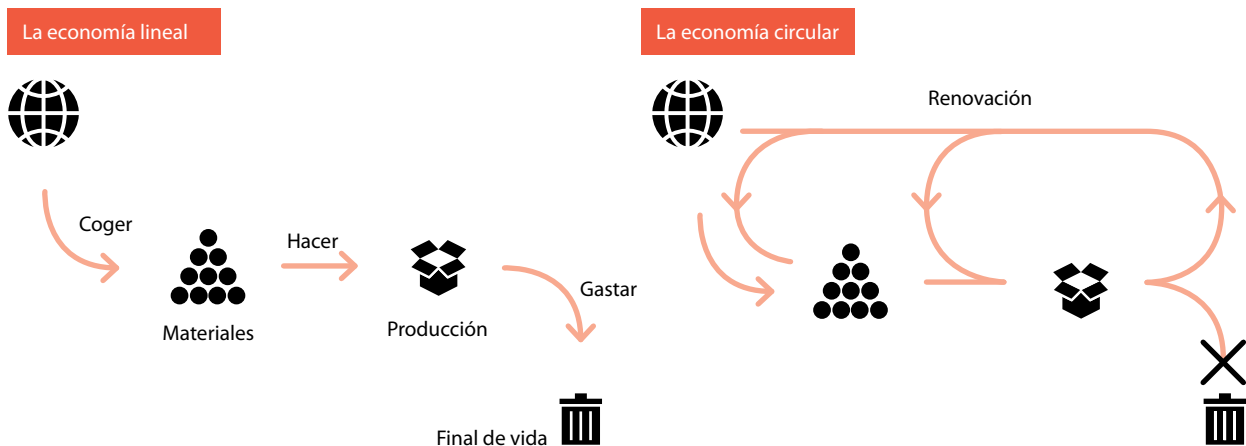 La economía lineal
Coger
Hacer
Materiales
Producción
Gastar
Final de vida
La economía circular
Renovación